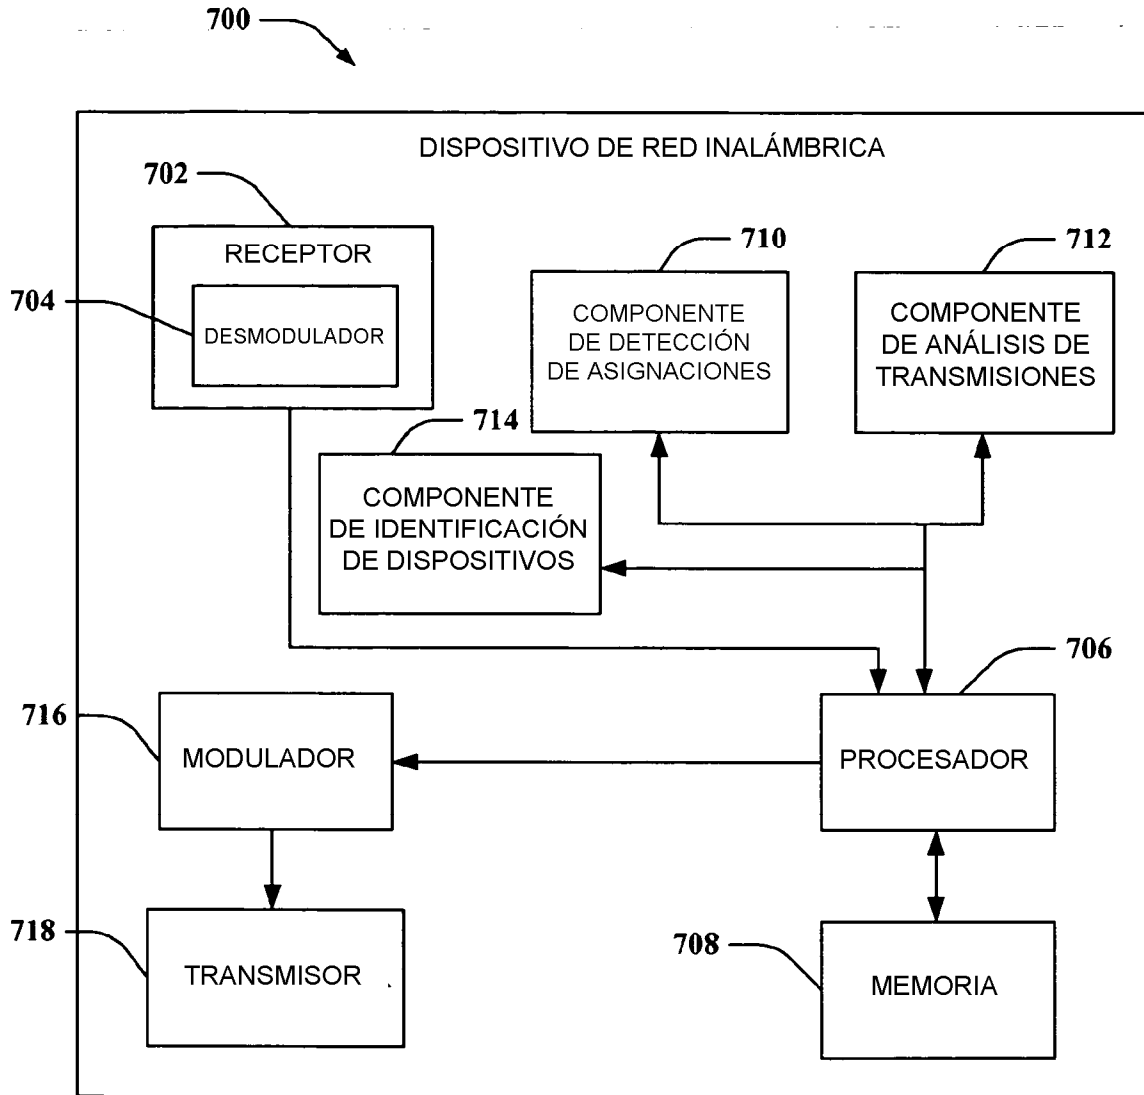 700
DISPOSITIVO DE RED INALÁMBRICA
702
RECEPTOR
704
DESMODULADOR
710
COMPONENTE
DE DETECCIÓN
DE ASIGNACIONES
712
COMPONENTE
DE ANÁLISIS DE
TRANSMISIONES
714
COMPONENTE
DE IDENTIFICACIÓN
DE DISPOSITIVOS
706
PROCESADOR
716
MODULADOR
718
TRANSMISOR
708
MEMORIA